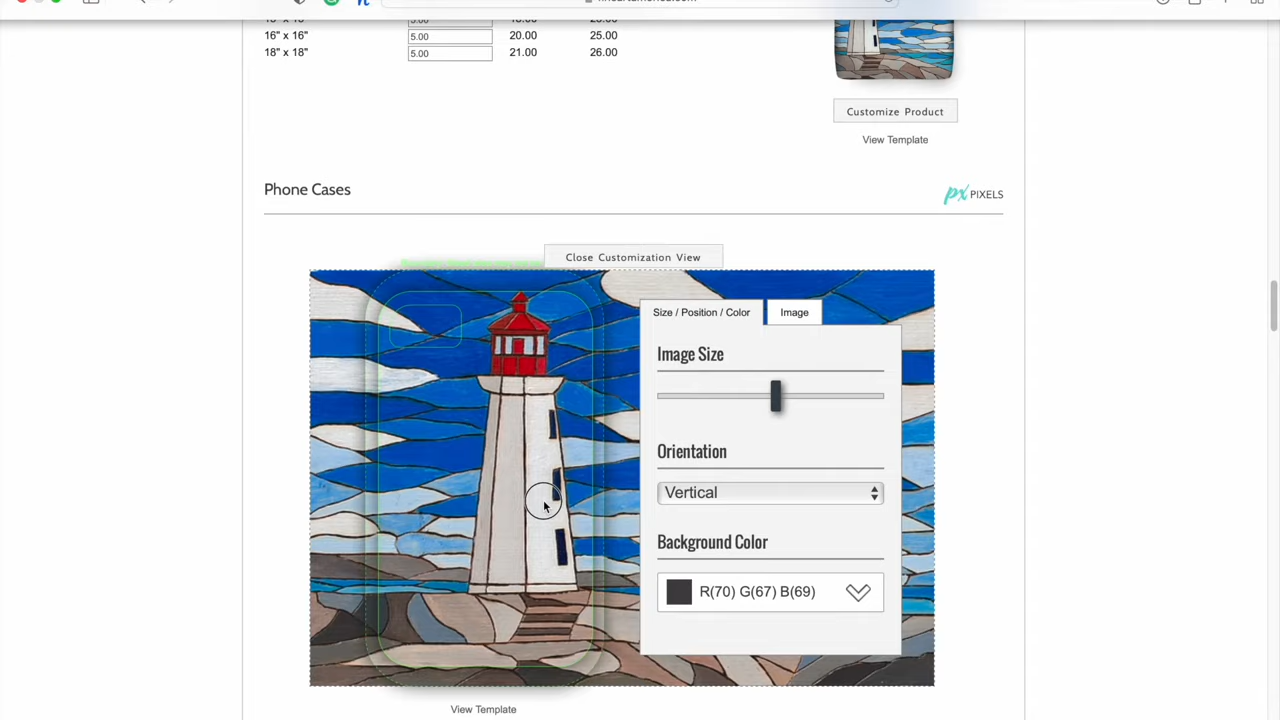 16" x 16" 5.00 20.00 25.00
18" x 18" 5.00 21.00 26.00
Customize Product
View Template
Phone Cases
px PIXELS
Close Customization View
Size / Position / Color
Image
Image Size
Orientation
Vertical
Background Color
R(70) G(67) B(69)
View Template